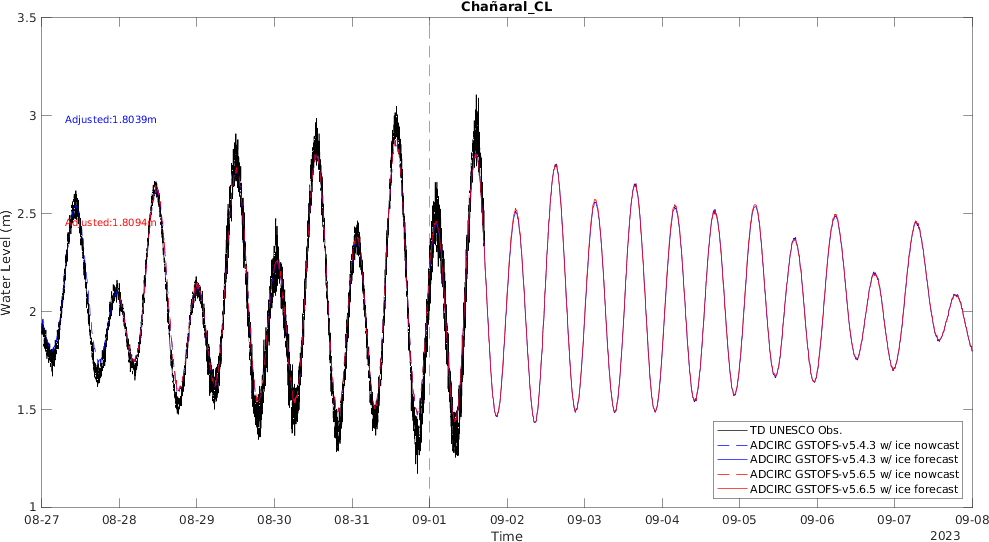 Chañaral_CL
3.5
3
2.5
2
1.5
1
Water Level (m)
Adjusted:1.8039m
Adjusted:1.8094m
TD UNESCO Obs.
ADCIRC GSTOFS-v5.4.3 w/ ice nowcast
ADCIRC GSTOFS-v5.4.3 w/ ice forecast
ADCIRC GSTOFS-v5.6.5 w/ ice nowcast
ADCIRC GSTOFS-v5.6.5 w/ ice forecast
08-27 08-28 08-29 08-30 08-31 09-01 09-02 09-03 09-04 09-05 09-06 09-07 09-08
Time
2023